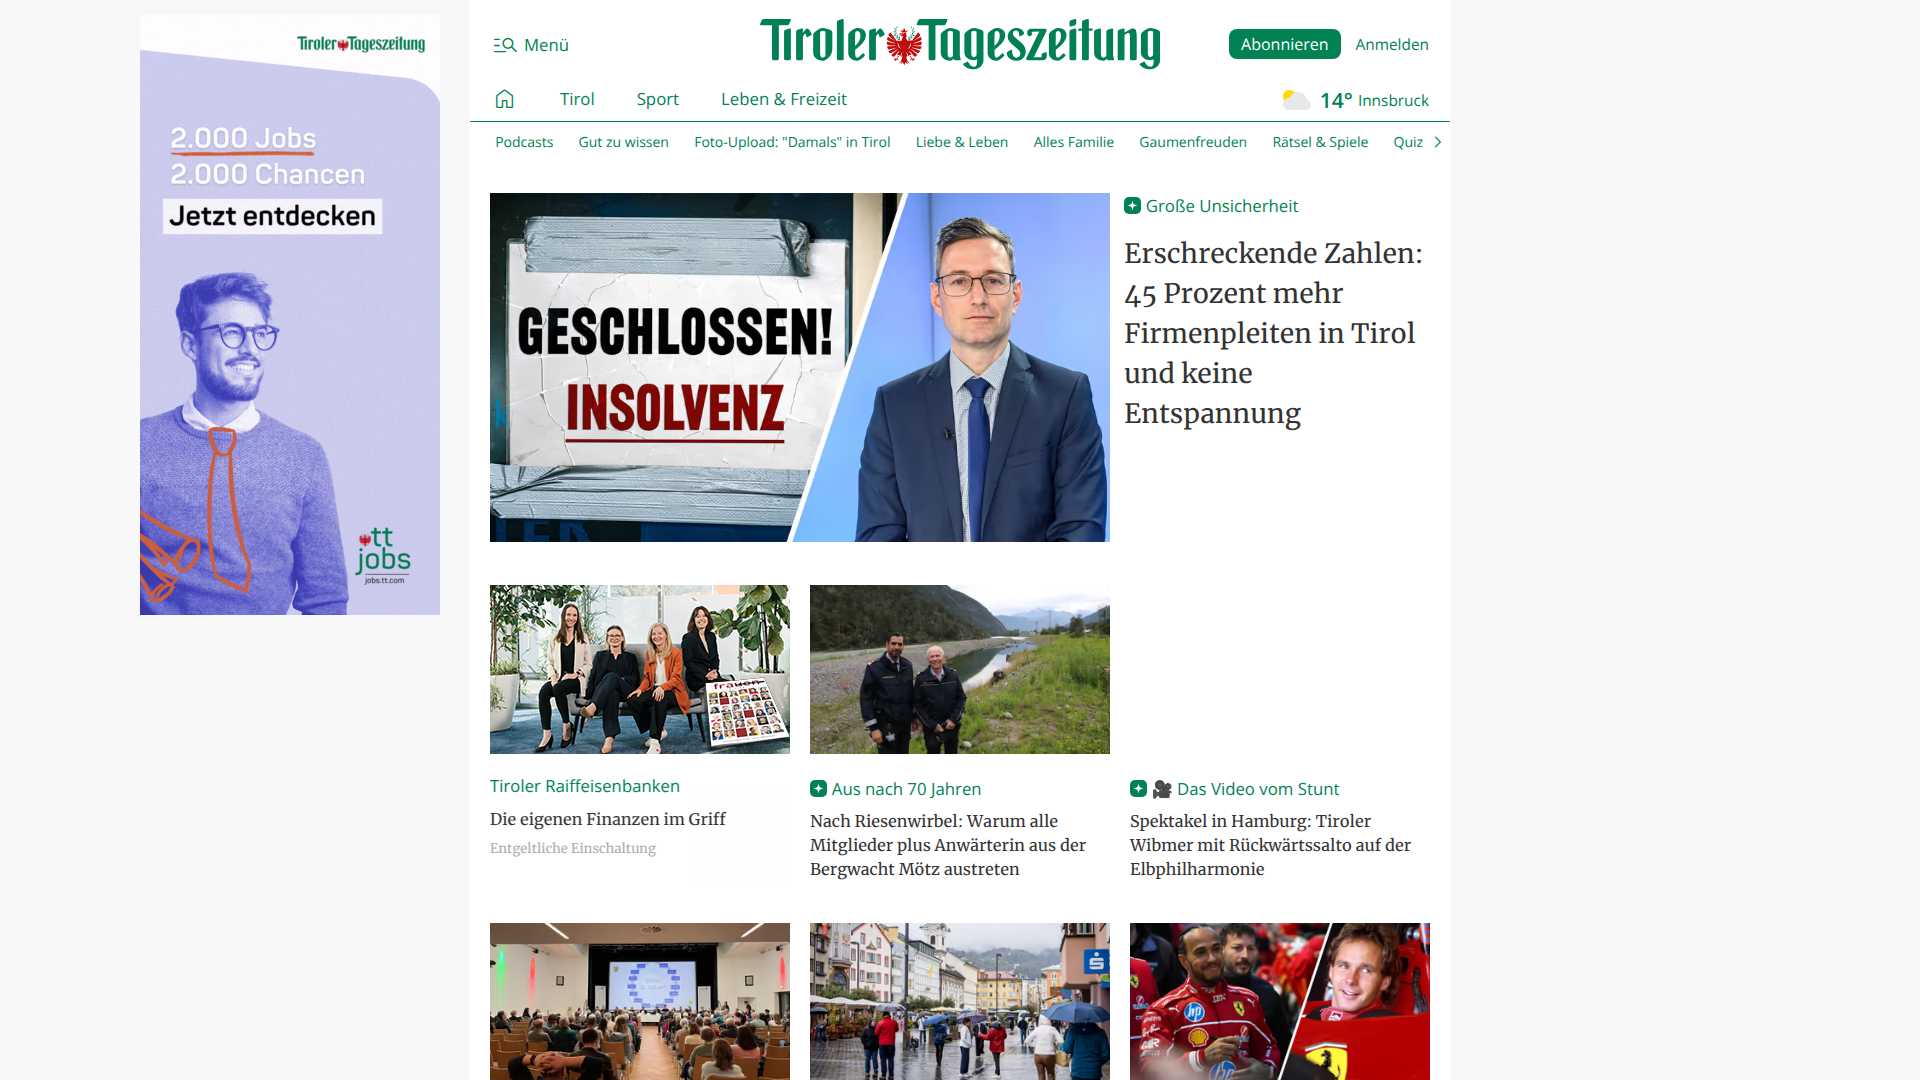 Tiroler Tageszeitung
2.000 Jobs
2.000 Chancen
Jetzt entdecken
tt
jobs
jobs.tt.com
Menü
Tiroler Tageszeitung
Abonnieren
Anmelden
Tirol
Sport
Leben & Freizeit
14° Innsbruck
Podcasts
Gut zu wissen
Foto-Upload: "Damals" in Tirol
Liebe & Leben
Alles Familie
Gaumenfreuden
Rätsel & Spiele
Quiz
GESCHLOSSEN!
INSOLVENZ
Große Unsicherheit
Erschreckende Zahlen:
45 Prozent mehr
Firmenpleiten in Tirol
und keine
Entspannung
frauen
Tiroler Raiffeisenbanken
Die eigenen Finanzen im Griff
Entgeltliche Einschaltung
Aus nach 70 Jahren
Nach Riesenwirbel: Warum alle
Mitglieder plus Anwärterin aus der
Bergwacht Mötz austreten
Das Video vom Stunt
Spektakel in Hamburg: Tiroler
Wibmer mit Rückwärtssalto auf der
Elbphilharmonie